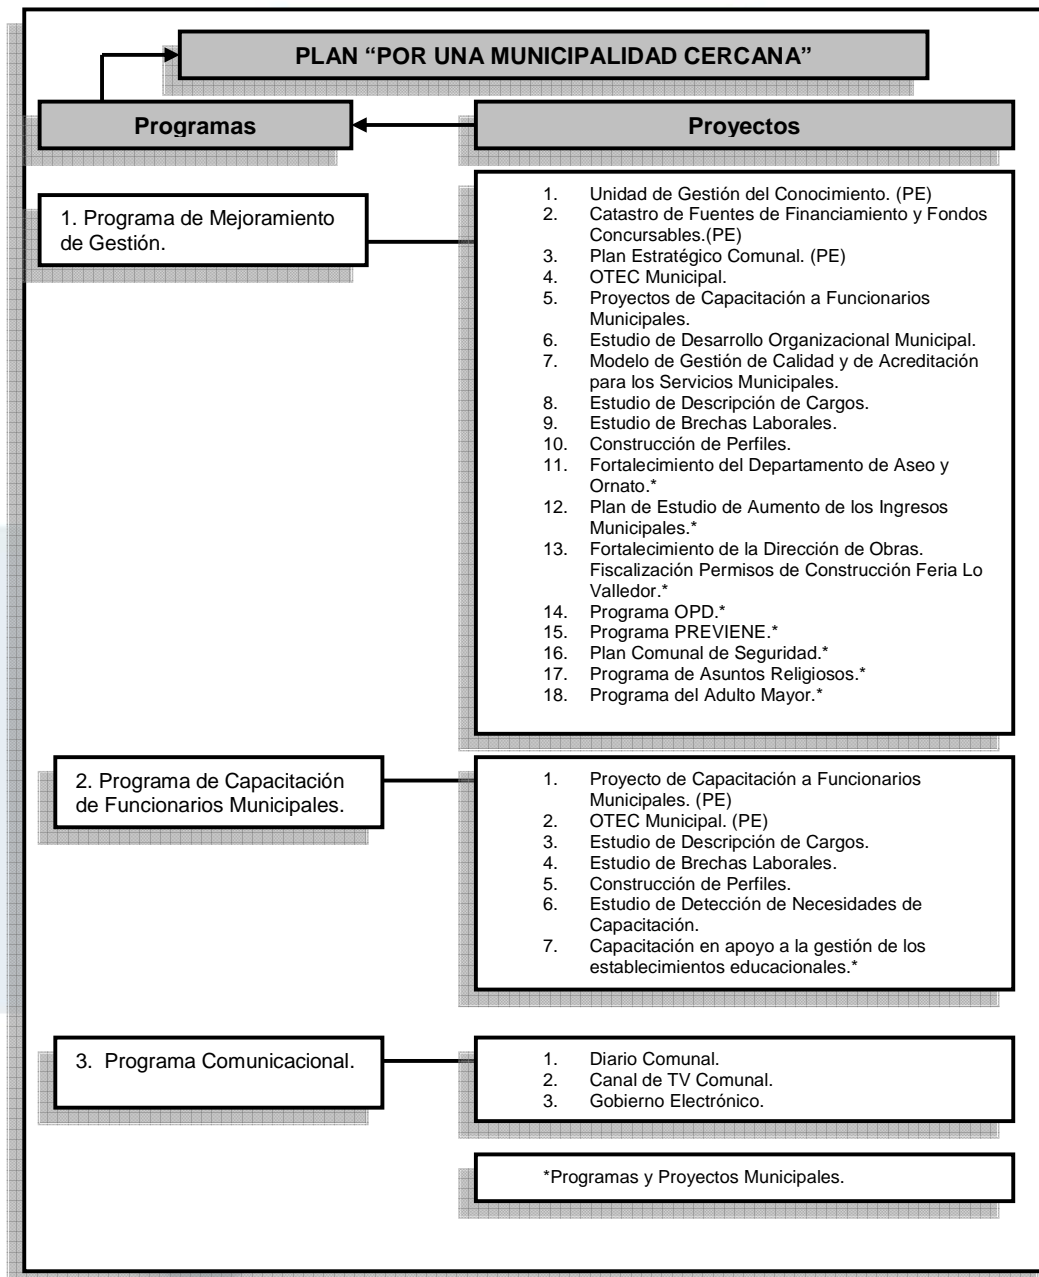 PLAN “POR UNA MUNICIPALIDAD CERCANA”
Programas
Proyectos
1. Programa de Mejoramiento
de Gestión.
1. Unidad de Gestión del Conocimiento. (PE)
2. Catastro de Fuentes de Financiamiento y Fondos
Concursables.(PE)
3. Plan Estratégico Comunal. (PE)
4. OTEC Municipal.
5. Proyectos de Capacitación a Funcionarios
Municipales.
6. Estudio de Desarrollo Organizacional Municipal.
7. Modelo de Gestión de Calidad y de Acreditación
para los Servicios Municipales.
8. Estudio de Descripción de Cargos.
9. Estudio de Brechas Laborales.
10. Construcción de Perfiles.
11. Fortalecimiento del Departamento de Aseo y
Ornato.*
12. Plan de Estudio de Aumento de los Ingresos
Municipales.*
13. Fortalecimiento de la Dirección de Obras.
Fiscalización Permisos de Construcción Feria Lo
Valledor.*
14. Programa OPD.*
15. Programa PREVIENE.*
16. Plan Comunal de Seguridad.*
17. Programa de Asuntos Religiosos.*
18. Programa del Adulto Mayor.*
2. Programa de Capacitación
de Funcionarios Municipales.
1. Proyecto de Capacitación a Funcionarios
Municipales. (PE)
2. OTEC Municipal. (PE)
3. Estudio de Descripción de Cargos.
4. Estudio de Brechas Laborales.
5. Construcción de Perfiles.
6. Estudio de Detección de Necesidades de
Capacitación.
7. Capacitación en apoyo a la gestión de los
establecimientos educacionales.*
3. Programa Comunicacional.
1. Diario Comunal.
2. Canal de TV Comunal.
3. Gobierno Electrónico.
*Programas y Proyectos Municipales.